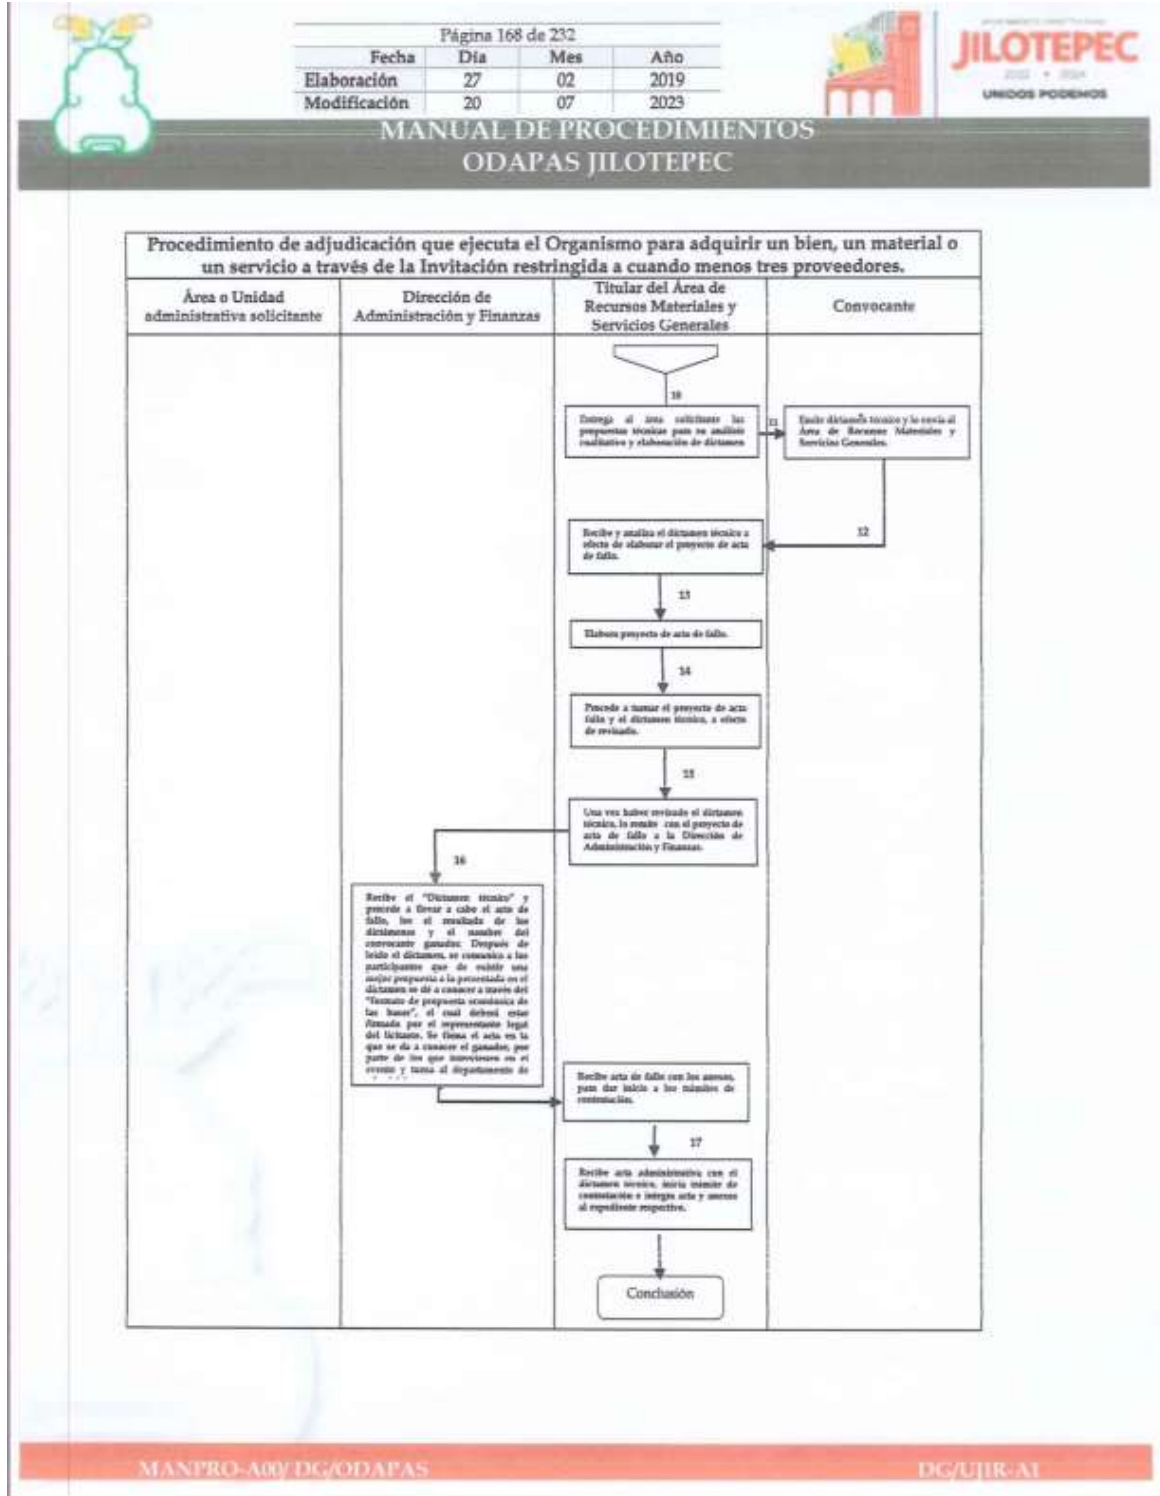 Página 168 de 232
Fecha Día Mes Año
Elaboración 27 02 2019
Modificación 20 07 2023
JILOTEPEC
UNIDOS PODEMOS
MANUAL DE PROCEDIMIENTOS
ODAPAS JILOTEPEC
Procedimiento de adjudicación que ejecuta el Organismo para adquirir un bien, un material o
un servicio a través de la Invitación restringida a cuando menos tres proveedores.
Área o Unidad
administrativa solicitante
Dirección de
Administración y Finanzas
Titular del Área de
Recursos Materiales y
Servicios Generales
Convocante
10
Entrega al área solicitante las
propuestas técnicas para su análisis
cualitativo y elaboración de dictamen
11
Emite dictamen técnico y lo envía al
Área de Recursos Materiales y
Servicios Generales.
12
Recibe y analiza el dictamen técnico a
efecto de elaborar el proyecto de acta
de fallo.
13
Elabora proyecto de acta de fallo.
14
Procede a turnar el proyecto de acta
fallo y el dictamen técnico, a efecto
de revisarlo.
15
Una vez haber revisado el dictamen
técnico, lo remite con el proyecto de
acta de fallo a la Dirección de
Administración y Finanzas.
16
Recibe el "Dictamen técnico" y
procede a llevar a cabo el acto de
fallo, lee el resultado de los
dictámenes y el nombre del
convocante ganador. Después de
leído el dictamen, se comunica a los
participantes que de existir una
mejor propuesta a la presentada en el
dictamen se dé a conocer a través del
"formato de propuesta económica de
las bases", el cual deberá estar
firmada por el representante legal
del licitante. Se firma el acta en la
que se da a conocer el ganador, por
parte de los que intervienen en el
evento y turna al departamento de
Recibe acta de fallo con los anexos,
para dar inicio a los trámites de
contratación.
17
Recibe acta administrativa con el
dictamen técnico, inicia trámite de
contratación e integra acta y anexos
al expediente respectivo.
Conclusión
MANPRO-A00/ DG/ODAPAS
DG/UJIR-A1